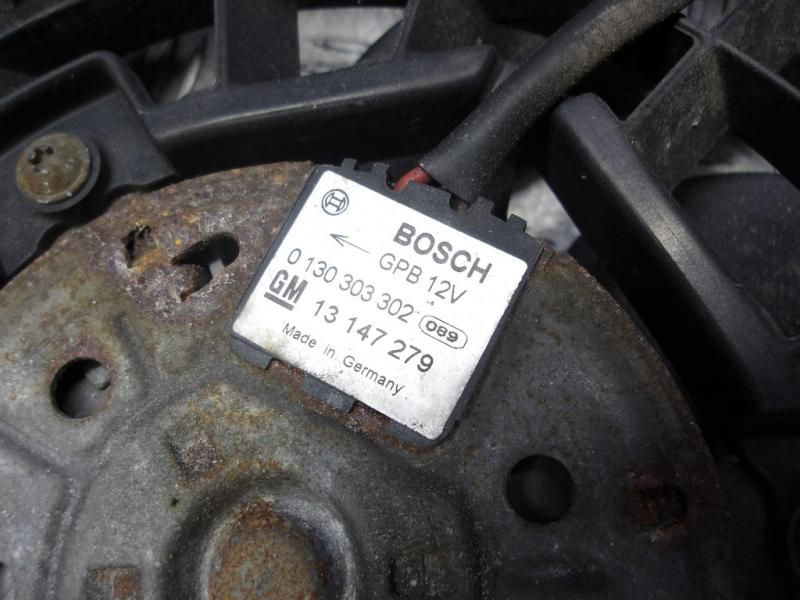 BOSCH
GPB 12V
0 130 303 302 089
GM 13 147 279
Made in Germany